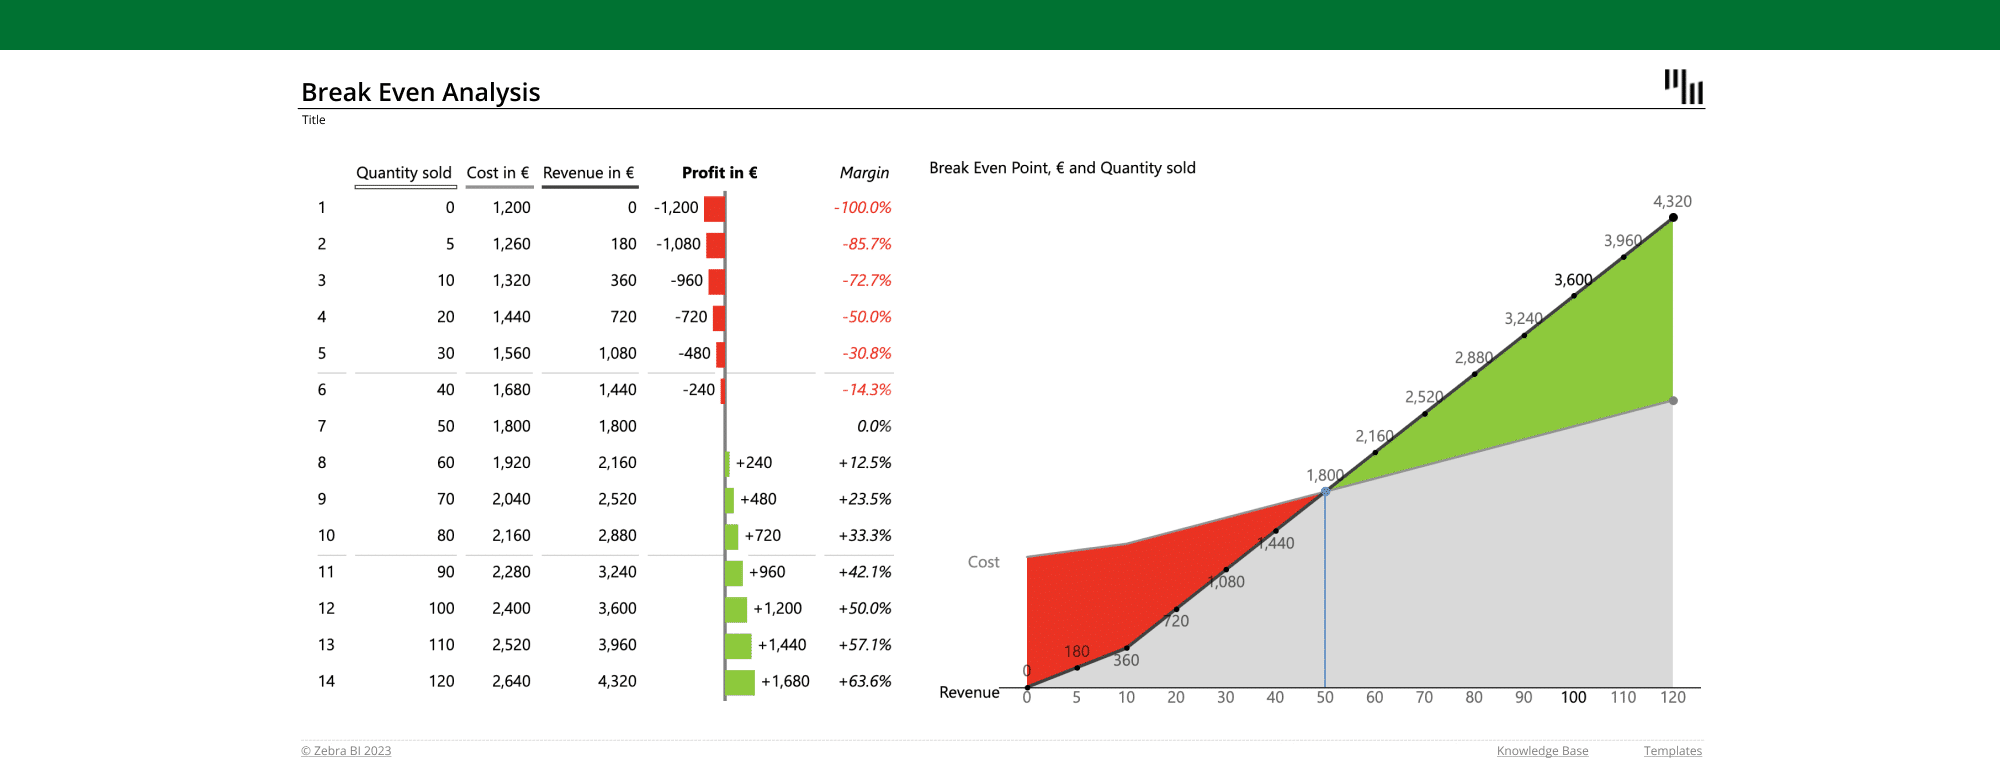 Break Even Analysis
Title
Quantity sold Cost in € Revenue in € Profit in € Margin
1 0 1,200 0 -1,200 -100.0%
2 5 1,260 180 -1,080 -85.7%
3 10 1,320 360 -960 -72.7%
4 20 1,440 720 -720 -50.0%
5 30 1,560 1,080 -480 -30.8%
6 40 1,680 1,440 -240 -14.3%
7 50 1,800 1,800 0.0%
8 60 1,920 2,160 +240 +12.5%
9 70 2,040 2,520 +480 +23.5%
10 80 2,160 2,880 +720 +33.3%
11 90 2,280 3,240 +960 +42.1%
12 100 2,400 3,600 +1,200 +50.0%
13 110 2,520 3,960 +1,440 +57.1%
14 120 2,640 4,320 +1,680 +63.6%
Break Even Point, € and Quantity sold
4,320
3,960
3,600
3,240
2,880
2,520
2,160
1,800
1,440
Cost
1,080
720
180
360
0
Revenue
0 5 10 20 30 40 50 60 70 80 90 100 110 120
© Zebra BI 2023 Knowledge Base Templates